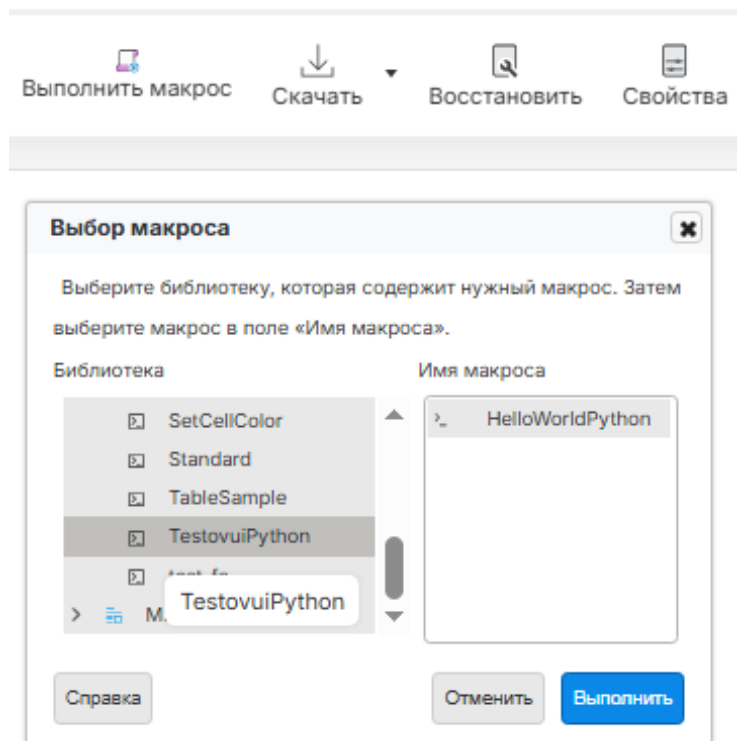 Выполнить макрос Скачать Восстановить Свойства
Выбор макроса
Выберите библиотеку, которая содержит нужный макрос. Затем
выберите макрос в поле «Имя макроса».
Библиотека Имя макроса
SetCellColor HelloWorldPython
Standard
TableSample
TestovuiPython
TestovuiPython
М
Справка Отменить Выполнить